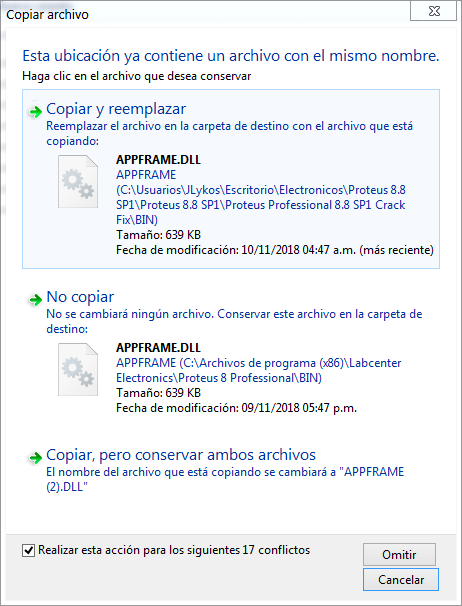 Copiar archivo
Esta ubicación ya contiene un archivo con el mismo nombre.
Haga clic en el archivo que desea conservar
Copiar y reemplazar
Reemplazar el archivo en la carpeta de destino con el archivo que está
copiando:
APPFRAME.DLL
APPFRAME
(C:\Usuarios\JLykos\Escritorio\Electronicos\Proteus 8.8
SP1\Proteus 8.8 SP1\Proteus Professional 8.8 SP1 Crack
Fix\BIN)
Tamaño: 639 KB
Fecha de modificación: 10/11/2018 04:47 a.m. (más reciente)
No copiar
No se cambiará ningún archivo. Conservar este archivo en la carpeta de
destino:
APPFRAME.DLL
APPFRAME (C:\Archivos de programa (x86)\Labcenter
Electronics\Proteus 8 Professional\BIN)
Tamaño: 639 KB
Fecha de modificación: 09/11/2018 05:47 p.m.
Copiar, pero conservar ambos archivos
El nombre del archivo que está copiando se cambiará a "APPFRAME
(2).DLL"
Realizar esta acción para los siguientes 17 conflictos
Omitir
Cancelar